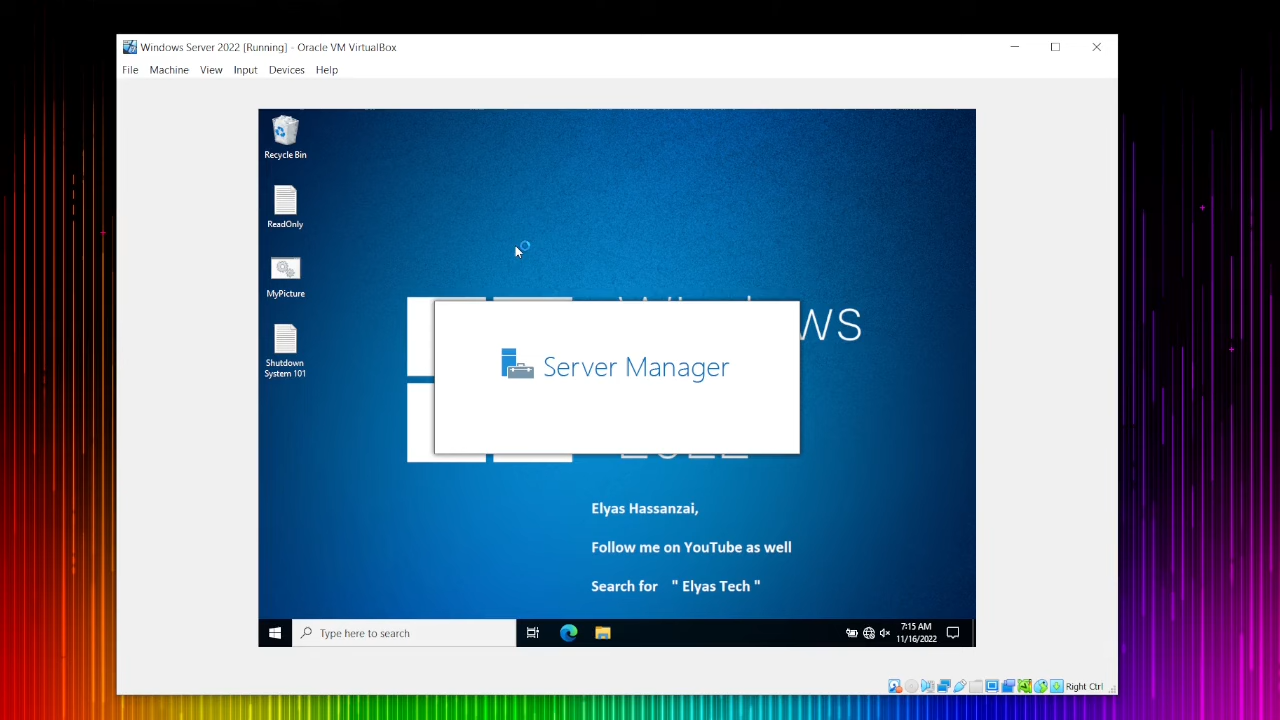 Windows Server 2022 [Running] - Oracle VM VirtualBox
File Machine View Input Devices Help
Recycle Bin
ReadOnly
MyPicture
Shutdown
System 101
Server Manager
Elyas Hassanzai,
Follow me on YouTube as well
Search for " Elyas Tech "
Type here to search
7:15 AM
11/16/2022
Right Ctrl